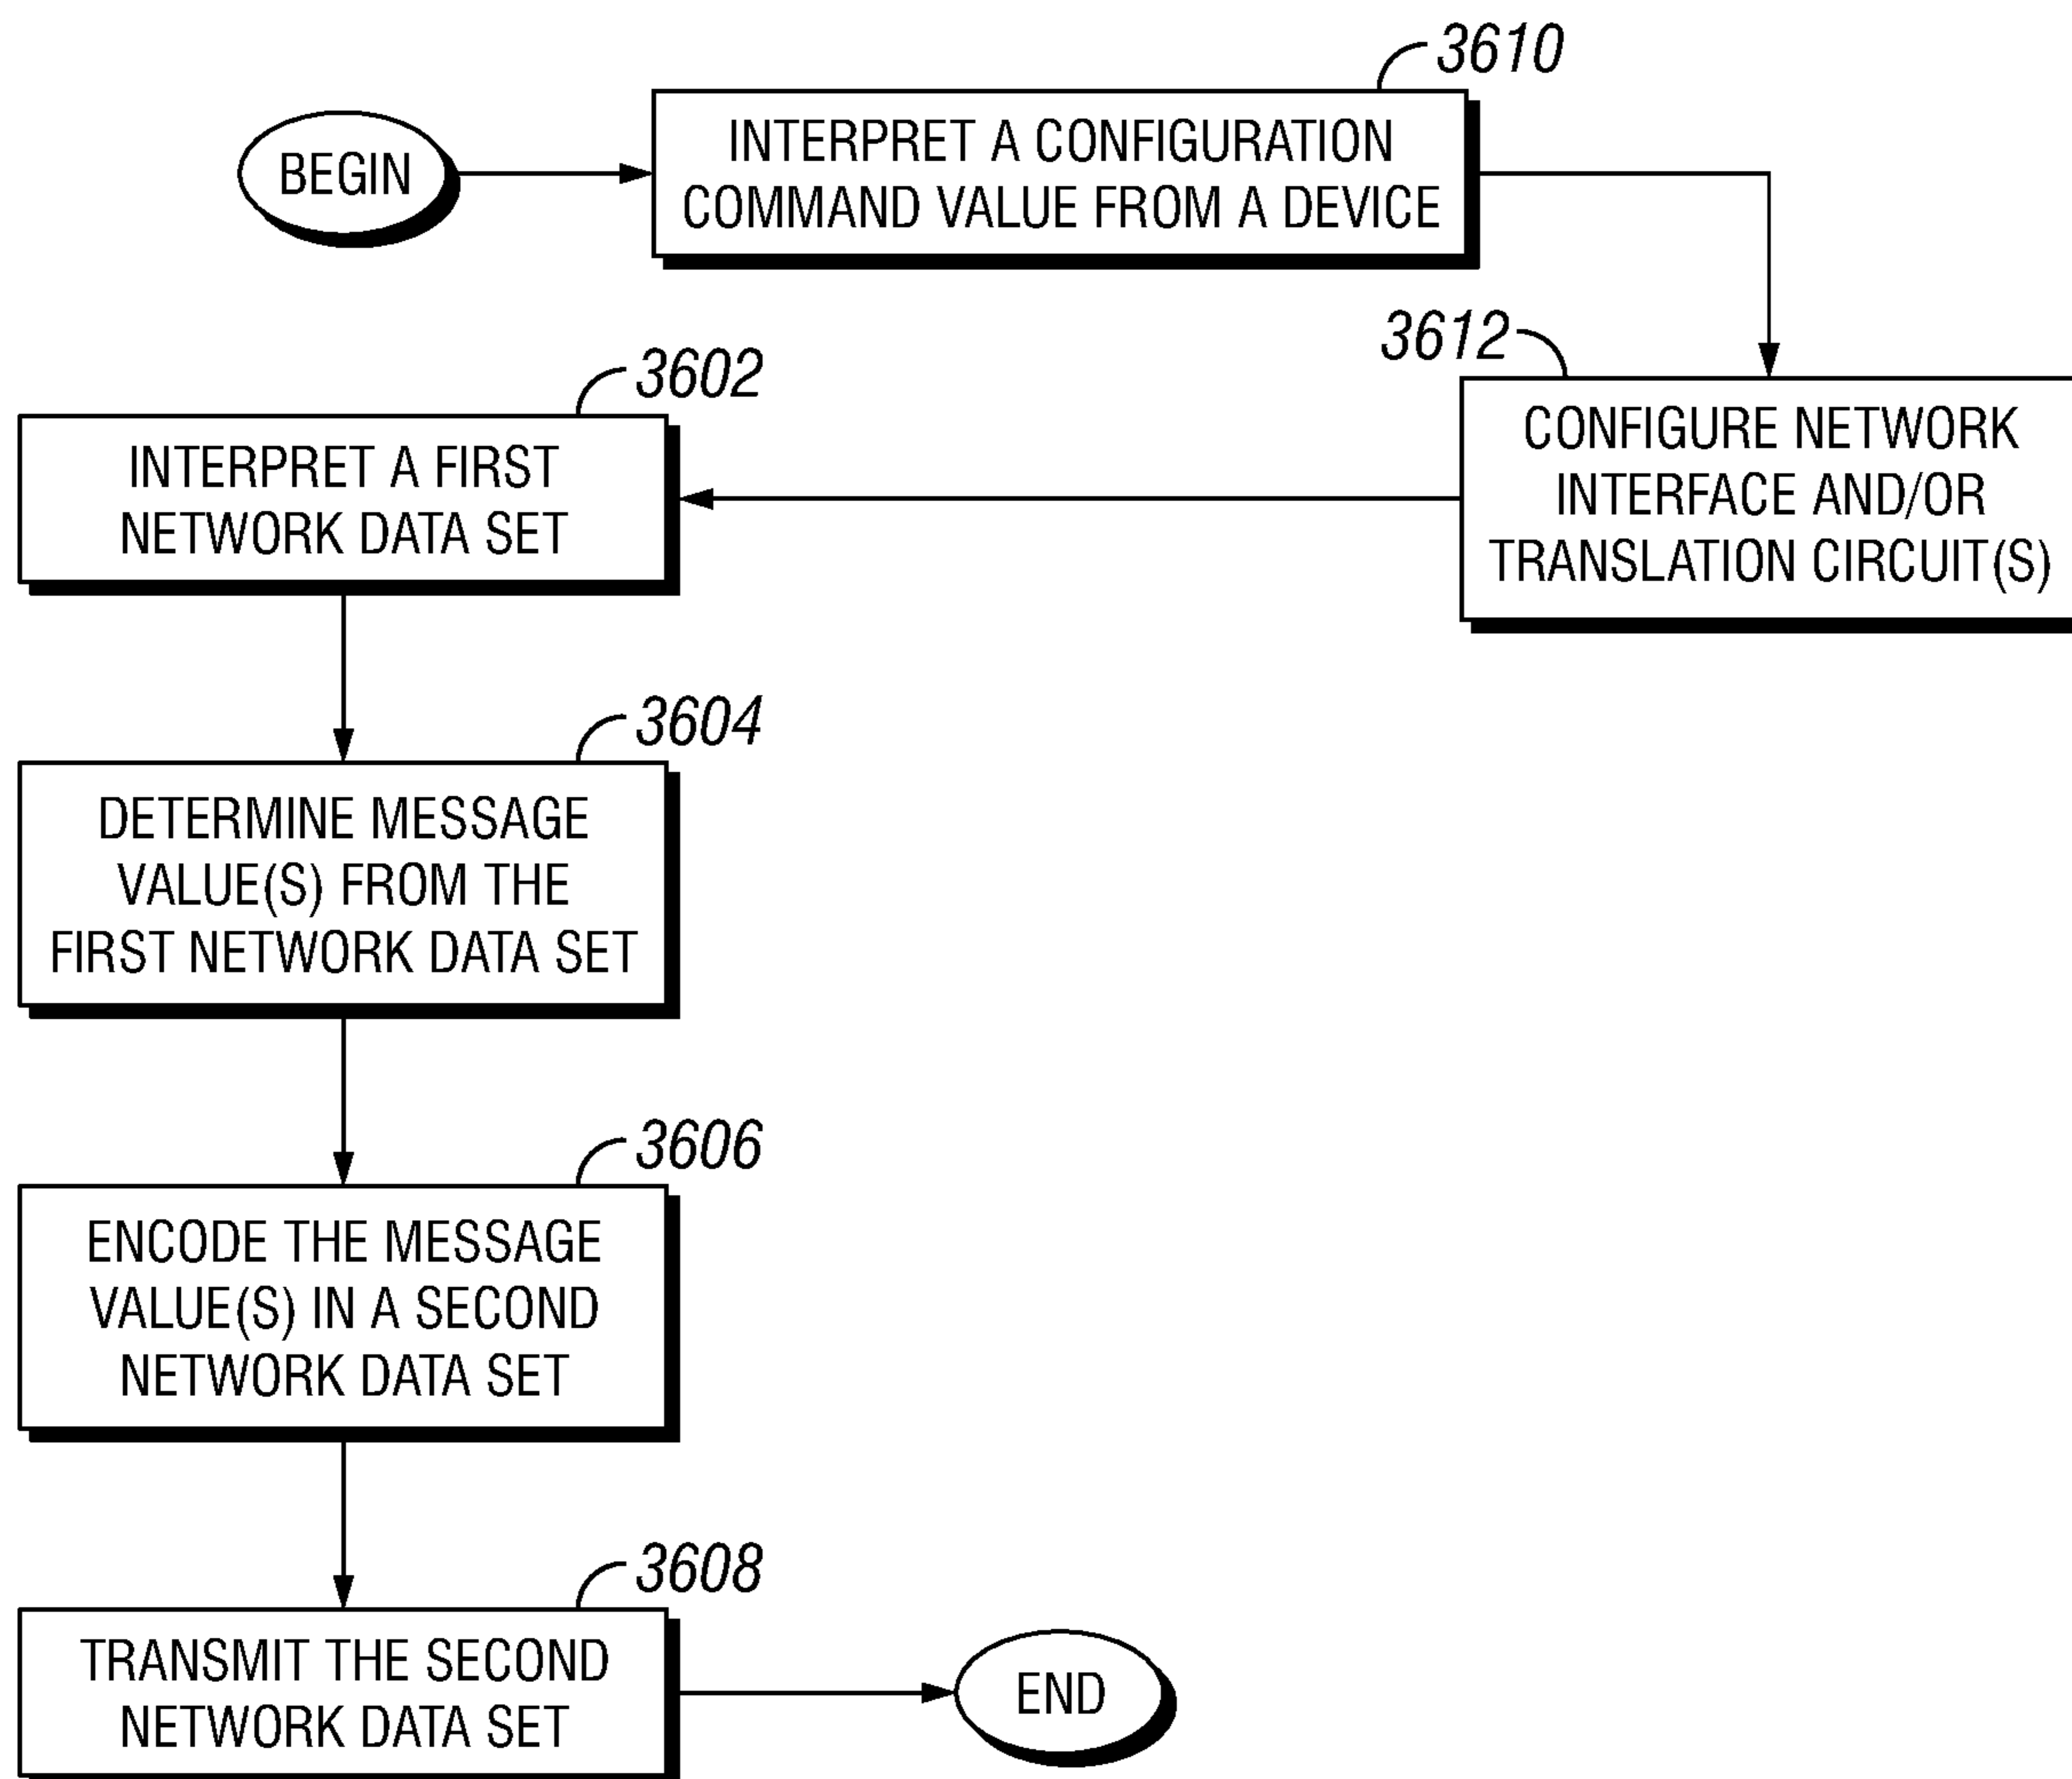 3610
BEGIN
INTERPRET A CONFIGURATION
COMMAND VALUE FROM A DEVICE
3612
CONFIGURE NETWORK
INTERFACE AND/OR
TRANSLATION CIRCUIT(S)
3602
INTERPRET A FIRST
NETWORK DATA SET
3604
DETERMINE MESSAGE
VALUE(S) FROM THE
FIRST NETWORK DATA SET
3606
ENCODE THE MESSAGE
VALUE(S) IN A SECOND
NETWORK DATA SET
3608
TRANSMIT THE SECOND
NETWORK DATA SET
END